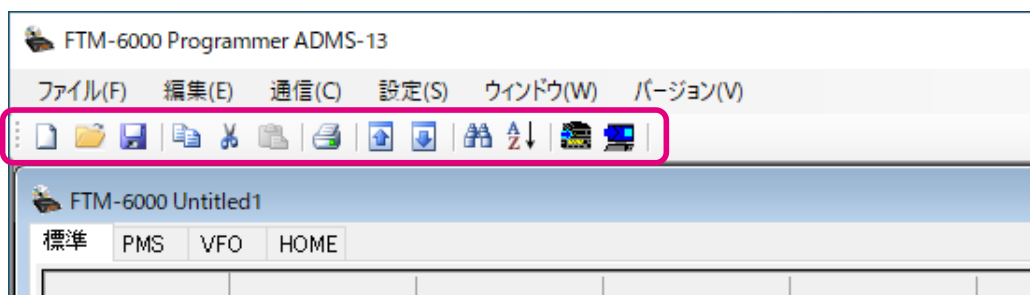 FTM-6000 Programmer ADMS-13
ファイル(F) 編集(E) 通信(C) 設定(S) ウィンドウ(W) バージョン(V)
A
Z
FTM-6000 Untitled1
標準 PMS VFO HOME